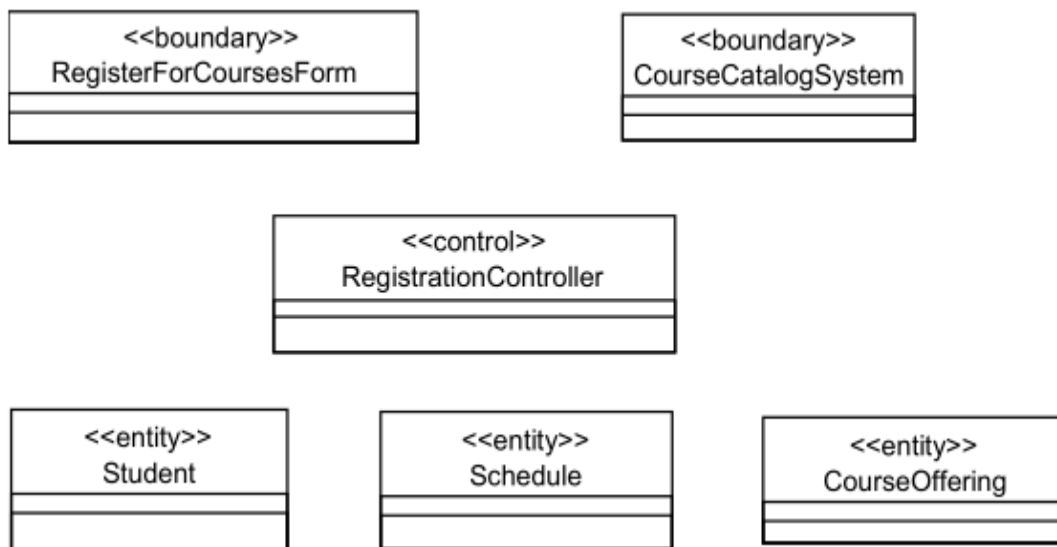 <<boundary>>
RegisterForCoursesForm
<<boundary>>
CourseCatalogSystem
<<control>>
RegistrationController
<<entity>>
Student
<<entity>>
Schedule
<<entity>>
CourseOffering